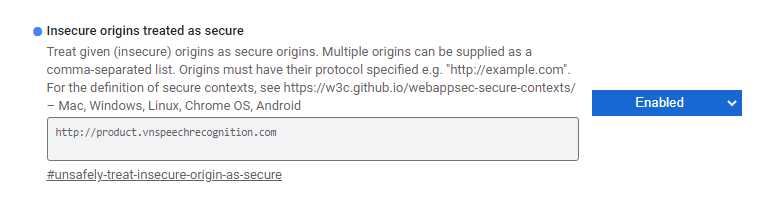 Insecure origins treated as secure
Treat given (insecure) origins as secure origins. Multiple origins can be supplied as a
comma-separated list. Origins must have their protocol specified e.g. "http://example.com".
For the definition of secure contexts, see https://w3c.github.io/webappsec-secure-contexts/
– Mac, Windows, Linux, Chrome OS, Android
Enabled
http://product.vnspeechrecognition.com
#unsafely-treat-insecure-origin-as-secure